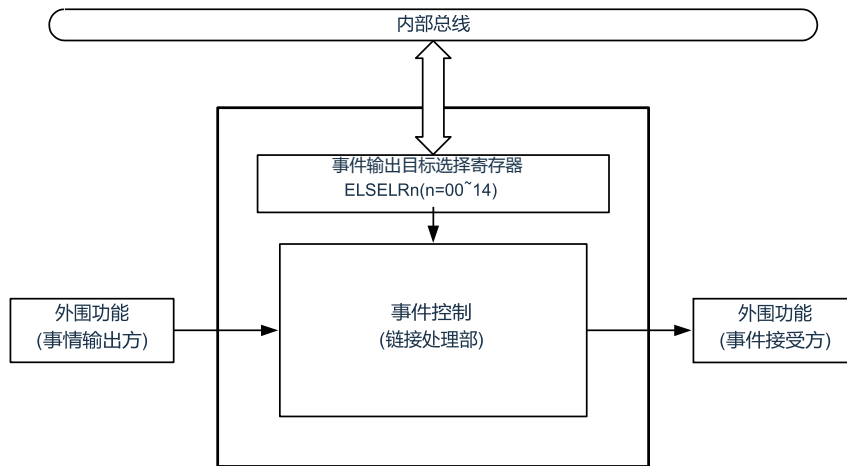 内部总线
事件输出目标选择寄存器
ELSELRn(n=00~14)
外围功能
(事情输出方)
事件控制
(链接处理部)
外围功能
(事件接受方)